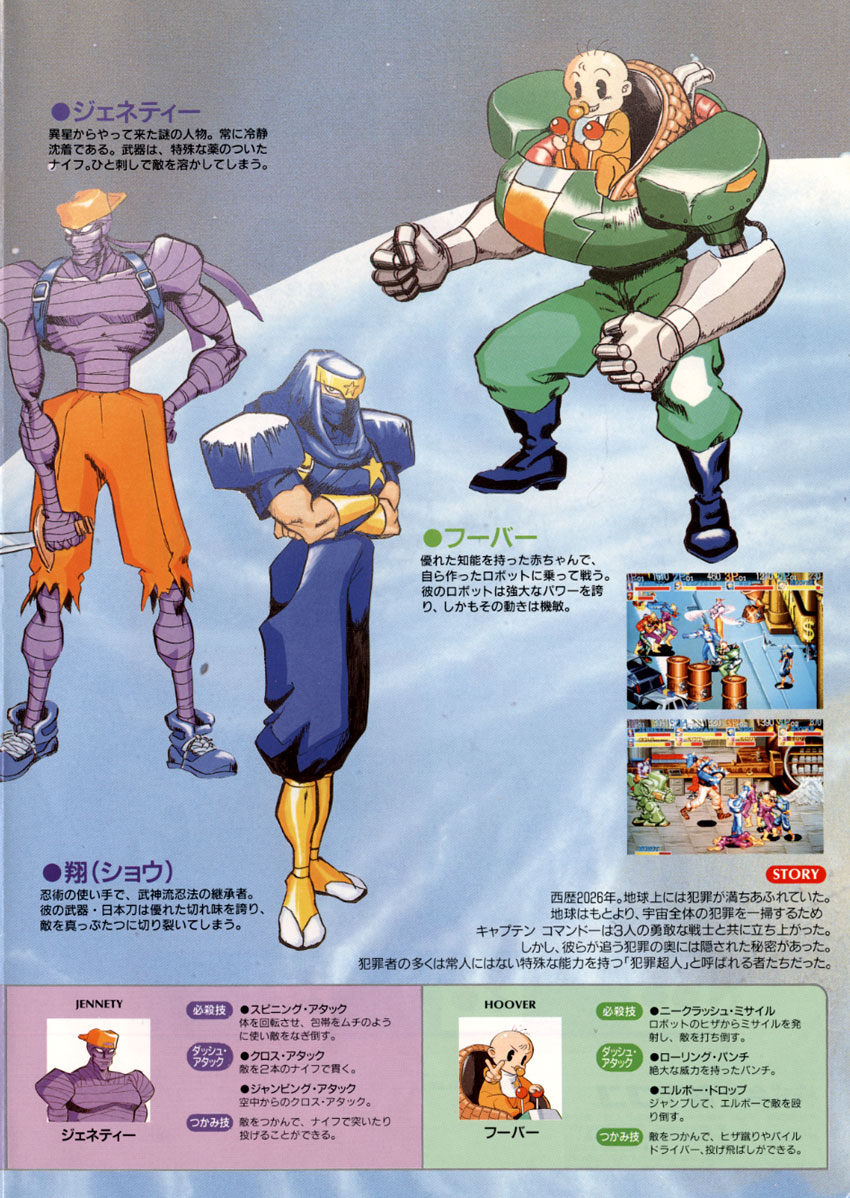 ●ジェネティー
異星からやって来た謎の人物。常に冷静
沈着である。武器は、特殊な薬のついた
ナイフ。ひと刺しで敵を溶かしてしまう。
●フーバー
優れた知能を持った赤ちゃんで、
自ら作ったロボットに乗って戦う。
彼のロボットは強大なパワーを誇
り、しかもその動きは機敏。
●翔(ショウ)
忍術の使い手で、武神流忍法の継承者。
彼の武器・日本刀は優れた切れ味を誇り、
敵を真っぷたつに切り裂いてしまう。
STORY
西歴2026年。地球上には犯罪が満ちあふれていた。
地球はもとより、宇宙全体の犯罪を一掃するため
キャプテン コマンドーは3人の勇敢な戦士と共に立ち上がった。
しかし、彼らが追う犯罪の奥には隠された秘密があった。
犯罪者の多くは常人にはない特殊な能力を持つ「犯罪超人」と呼ばれる者たちだった。
JENNETY
ジェネティー
必殺技
●スピニング・アタック
体を回転させ、包帯をムチのよう
に使い敵をなぎ倒す。
ダッシュ・
アタック
●クロス・アタック
敵を2本のナイフで貫く。
●ジャンピング・アタック
空中からのクロス・アタック。
つかみ技
敵をつかんで、ナイフで突いたり
投げることができる。
HOOVER
フーバー
必殺技
●ニークラッシュ・ミサイル
ロボットのヒザからミサイルを発
射し、敵を打ち倒す。
ダッシュ・
アタック
●ローリング・パンチ
絶大な威力を持ったパンチ。
●エルボー・ドロップ
ジャンプして、エルボーで敵を殴
り倒す。
つかみ技
敵をつかんで、ヒザ蹴りやパイル
ドライバー、投げ飛ばしができる。